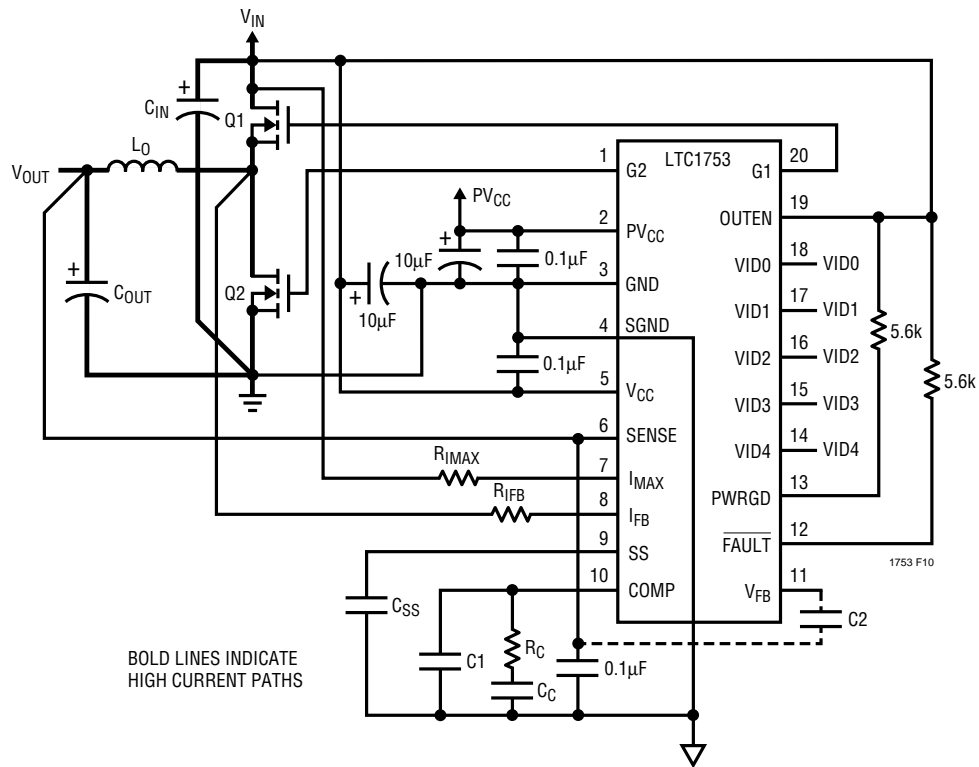 VIN
+
CIN
Q1
LO
VOUT
+
COUT
Q2
PVCC
+
10µF
0.1µF
+
10µF
0.1µF
RIMAX
RIFB
LTC1753
1
G2
2
PVCC
3
GND
4
SGND
5
VCC
6
SENSE
7
IMAX
8
IFB
9
SS
10
COMP
20
G1
19
OUTEN
18
VID0
VID0
17
VID1
VID1
16
VID2
VID2
15
VID3
VID3
14
VID4
VID4
13
PWRGD
12
FAULT
11
VFB
5.6k
5.6k
1753 F10
C2
CSS
C1
RC
CC
0.1µF
BOLD LINES INDICATE
HIGH CURRENT PATHS